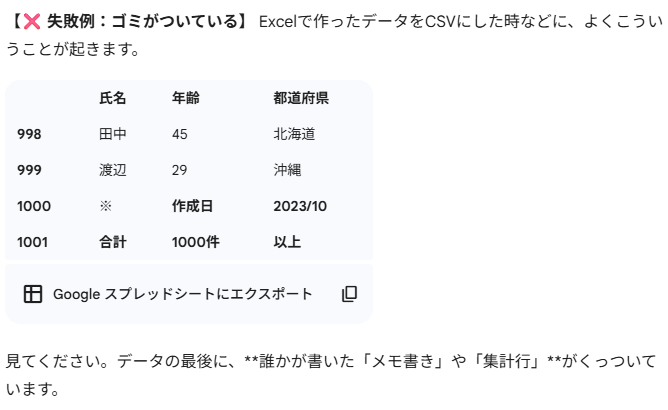 【❌ 失敗例：ゴミがついている】 Excelで作ったデータをCSVにした時などに、よくこうい
うことが起きます。
氏名 年齢 都道府県
998 田中 45 北海道
999 渡辺 29 沖縄
1000 ※ 作成日 2023/10
1001 合計 1000件 以上
Google スプレッドシートにエクスポート
見てください。データの最後に、**誰かが書いた「メモ書き」や「集計行」**がくっついて
います。